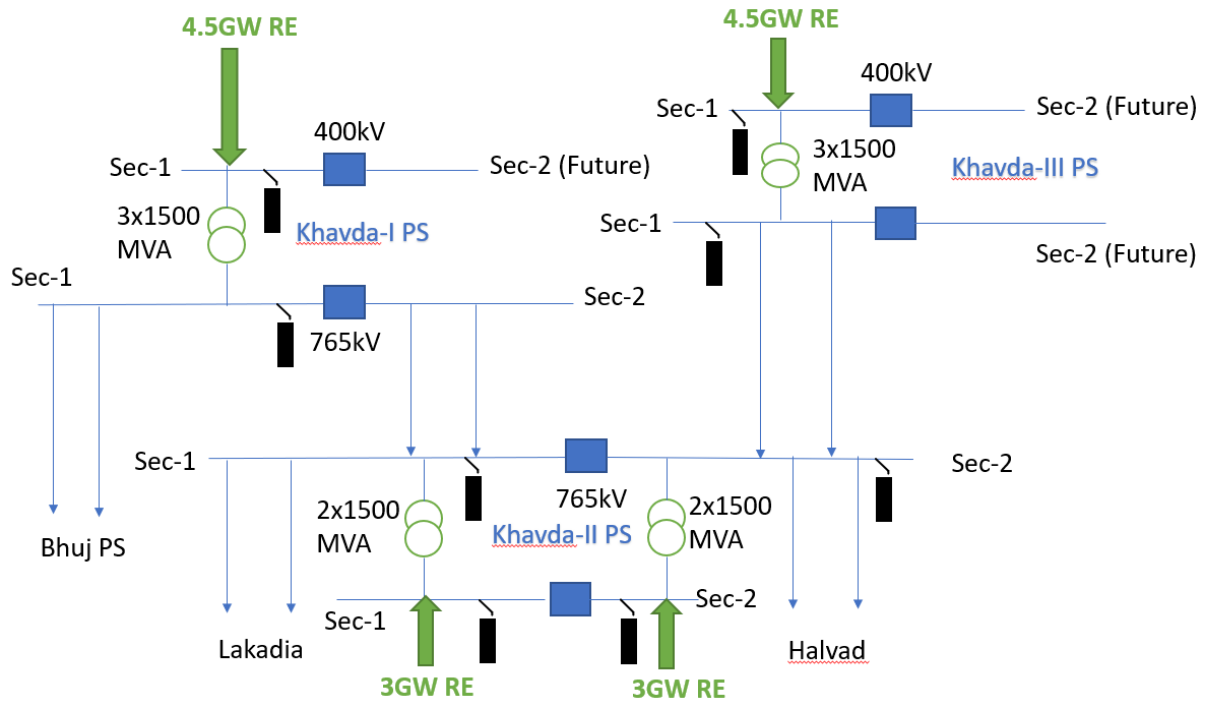 4.5GW RE
4.5GW RE
400kV
Sec-1
Sec-2 (Future)
400kV
3x1500
MVA
Khavda-III PS
Sec-1
Sec-2 (Future)
3x1500
MVA
Khavda-I PS
Sec-1
Sec-2 (Future)
Sec-1
Sec-2
765kV
Sec-1
Sec-2
765kV
2x1500
MVA
Khavda-II PS
2x1500
MVA
Bhuj PS
Sec-1
Sec-2
Lakadia
Halvad
3GW RE
3GW RE